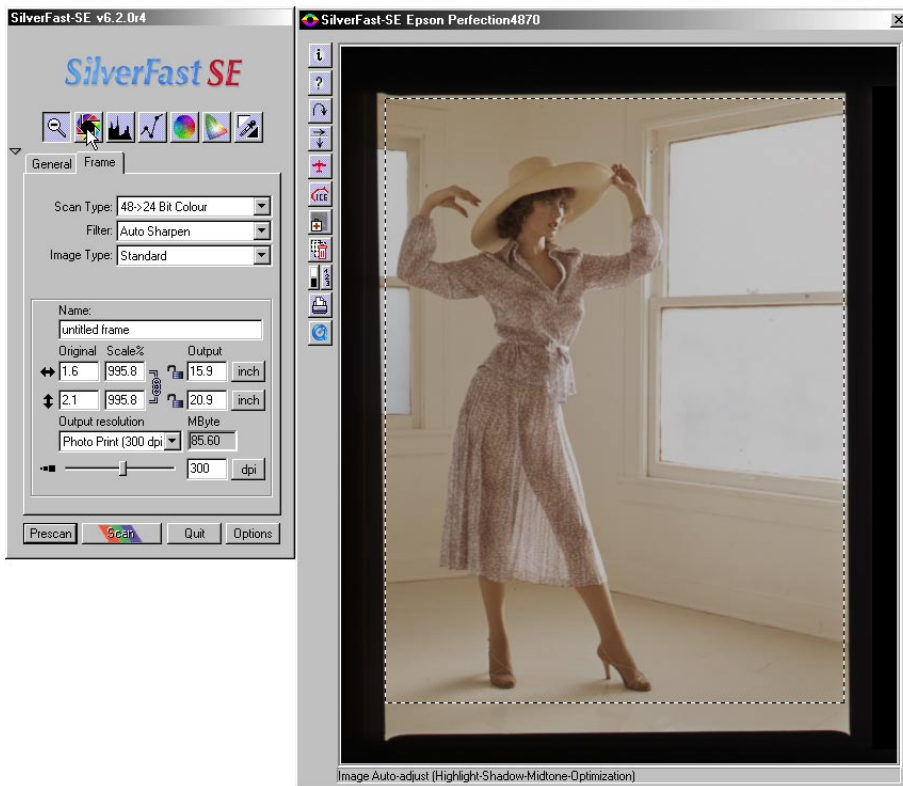 SilverFast-SE v6.2.0r4
SilverFast SE
General Frame
Scan Type: 48->24 Bit Colour
Filter: Auto Sharpen
Image Type: Standard
Name:
untitled frame
Original Scale% Output
1.6 995.8 15.9 inch
2.1 995.8 20.9 inch
Output resolution MByte
Photo Print (300 dpi 85.60
300 dpi
Prescan Scan Quit Options
SilverFast-SE Epson Perfection4870
i
?
ICE
Image Auto-adjust (Highlight-Shadow-Midtone-Optimization)